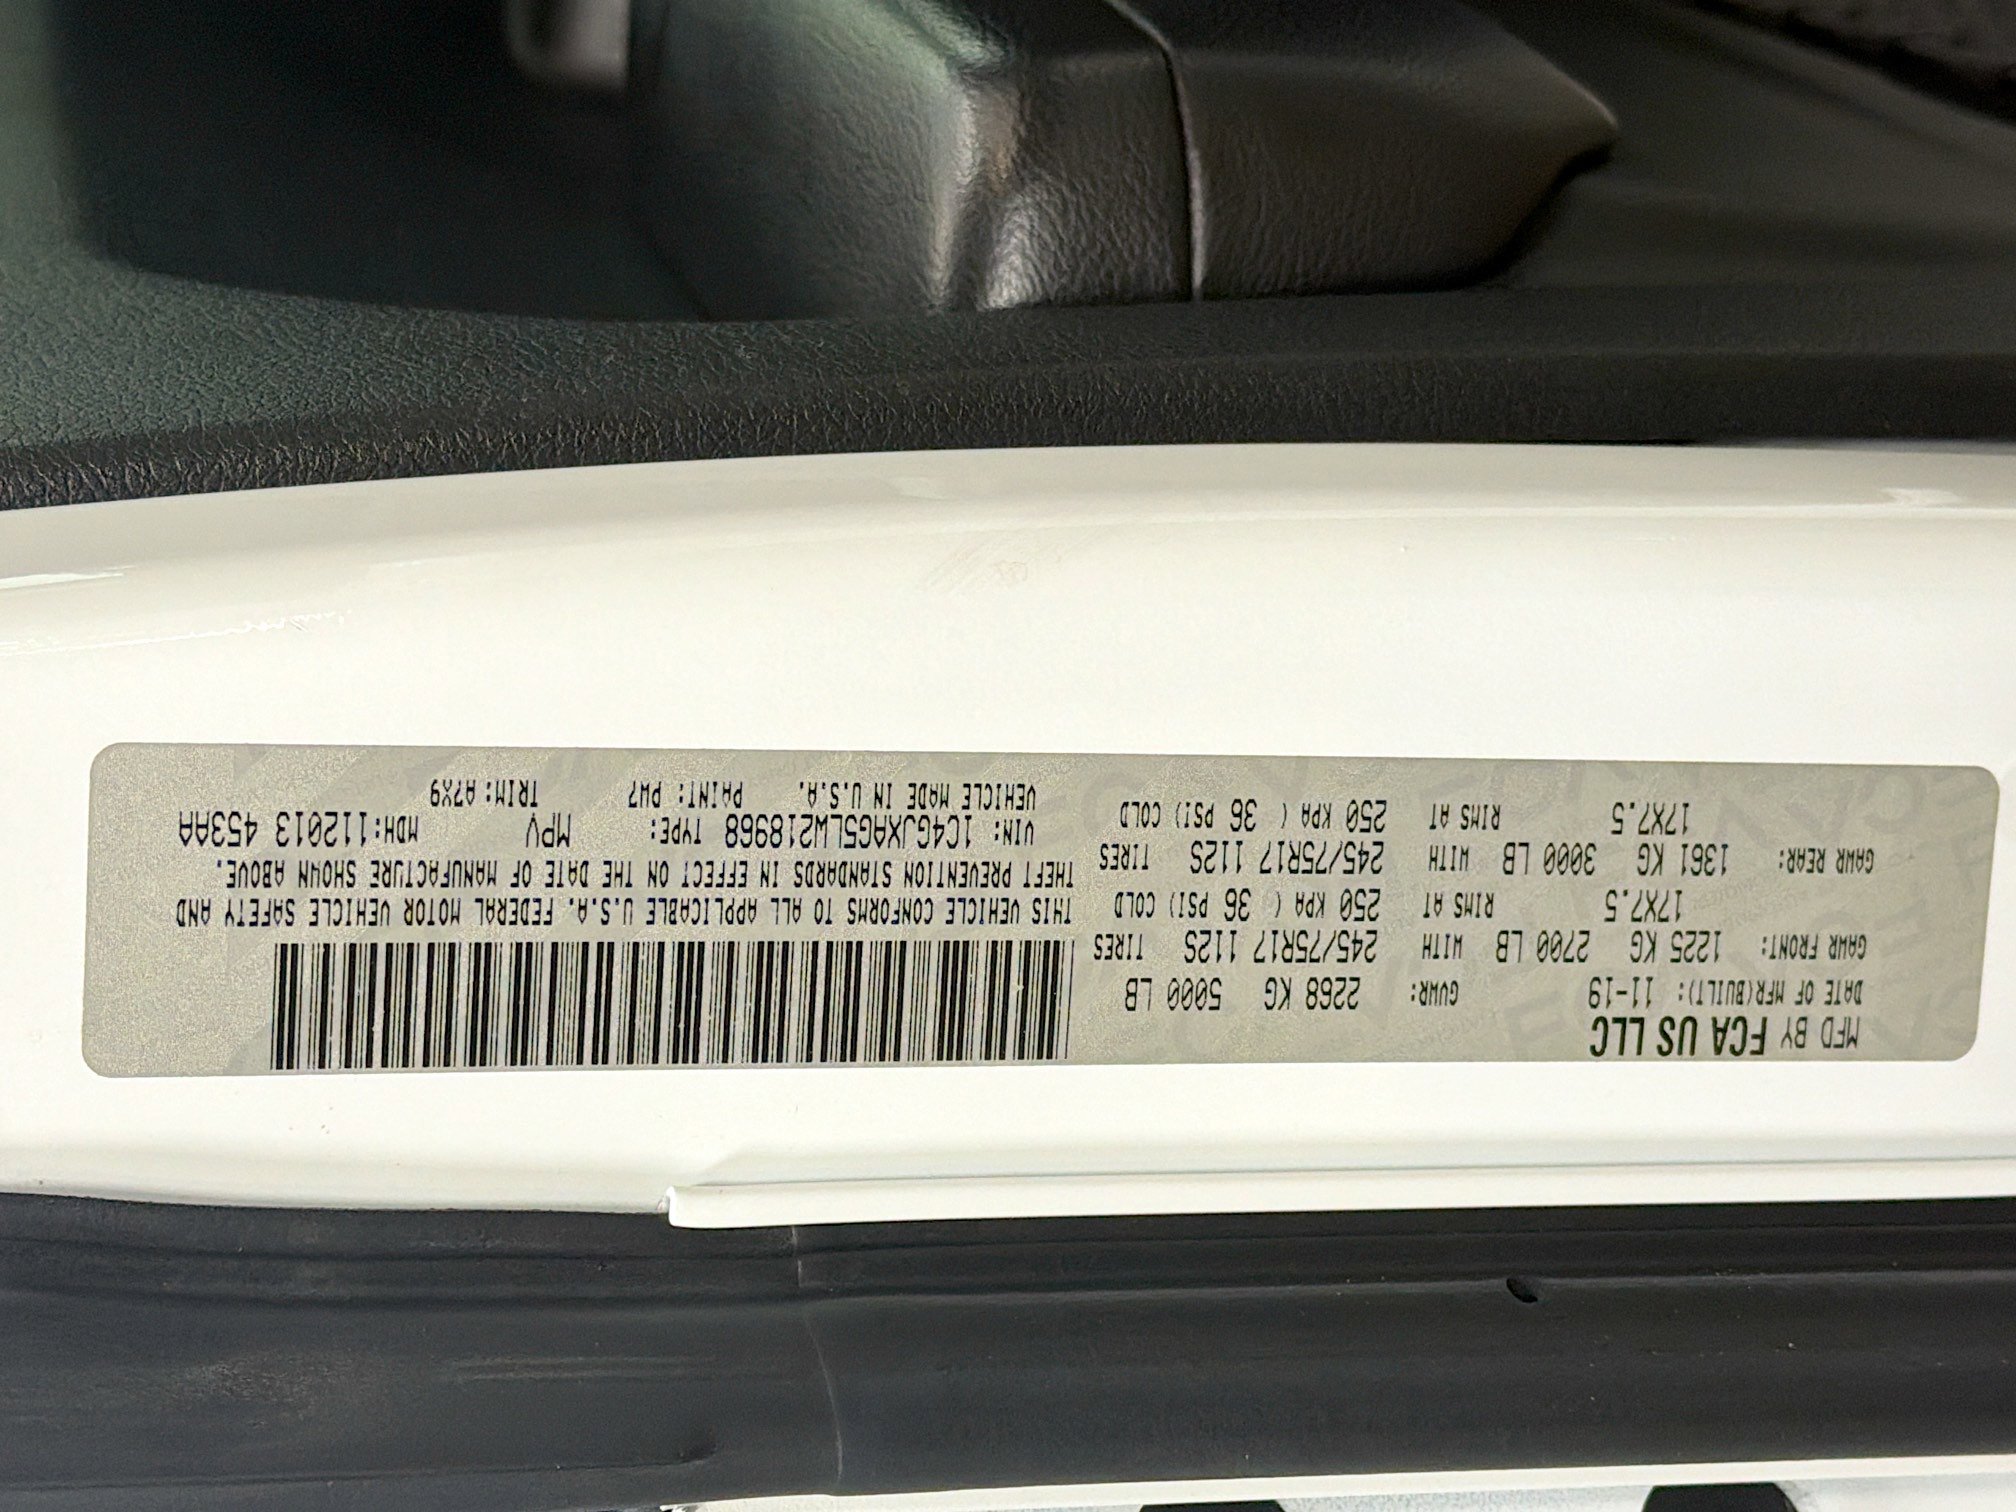 MFD BY FCA US LLC
DATE OF MFR(BUILT): 11-19 GVWR: 2268 KG 5000 LB
GAWR FRONT: 1225 KG 2700 LB WITH 245/75R17 112S TIRES
17X7.5 RIMS AT 250 KPA ( 36 PSI) COLD
GAWR REAR: 1361 KG 3000 LB WITH 245/75R17 112S TIRES
17X7.5 RIMS AT 250 KPA ( 36 PSI) COLD
THIS VEHICLE CONFORMS TO ALL APPLICABLE U.S.A. FEDERAL MOTOR VEHICLE SAFETY AND
THEFT PREVENTION STANDARDS IN EFFECT ON THE DATE OF MANUFACTURE SHOWN ABOVE.
VIN: 1C4GJXAG5LW218968 TYPE: MPV MDH:112013 453AA
VEHICLE MADE IN U.S.A. PAINT: PW7 TRIM:A7X9